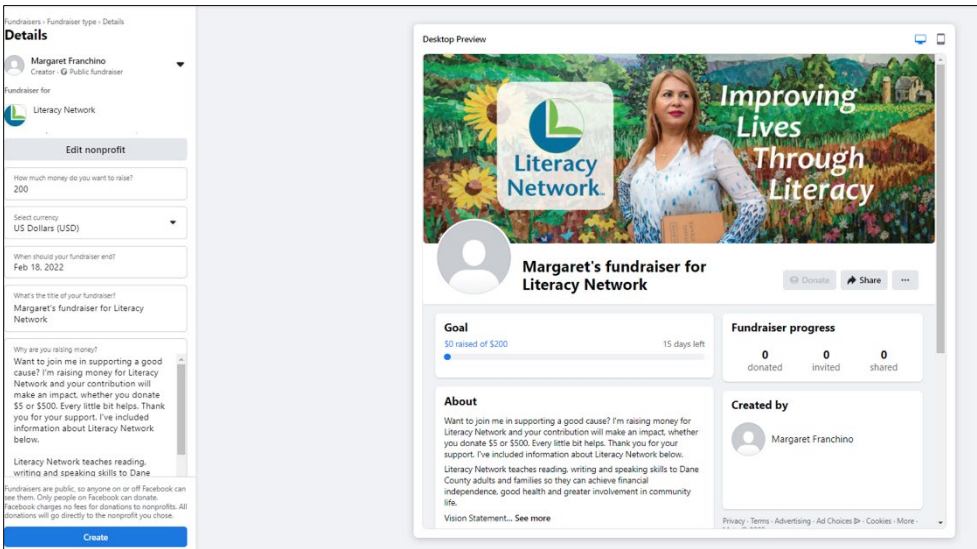 Fundraisers › Fundraiser type › Details
Details
Margaret Franchino
Creator · Public fundraiser
Fundraiser for
Literacy Network
Edit nonprofit
How much money do you want to raise?
200
Select currency
US Dollars (USD)
When should your fundraiser end?
Feb 18, 2022
What's the title of your fundraiser?
Margaret's fundraiser for Literacy
Network
Why are you raising money?
Want to join me in supporting a good
cause? I'm raising money for Literacy
Network and your contribution will
make an impact, whether you donate
$5 or $500. Every little bit helps. Thank
you for your support. I've included
information about Literacy Network
below.
Literacy Network teaches reading,
writing and speaking skills to Dane
Fundraisers are public, so anyone on or off Facebook can
see them. Only people on Facebook can donate.
Facebook charges no fees for donations to nonprofits. All
donations will go directly to the nonprofit you chose.
Create
Desktop Preview
Literacy
Network
Improving
Lives
Through
Literacy
Margaret's fundraiser for
Literacy Network
Donate
Share
Goal
$0 raised of $200
15 days left
About
Want to join me in supporting a good cause? I'm raising money for
Literacy Network and your contribution will make an impact, whether
you donate $5 or $500. Every little bit helps. Thank you for your
support. I've included information about Literacy Network below.
Literacy Network teaches reading, writing and speaking skills to Dane
County adults and families so they can achieve financial
independence, good health and greater involvement in community
life.
Vision Statement... See more
Fundraiser progress
0 0 0
donated invited shared
Created by
Margaret Franchino
Privacy · Terms · Advertising · Ad Choices · Cookies · More ·